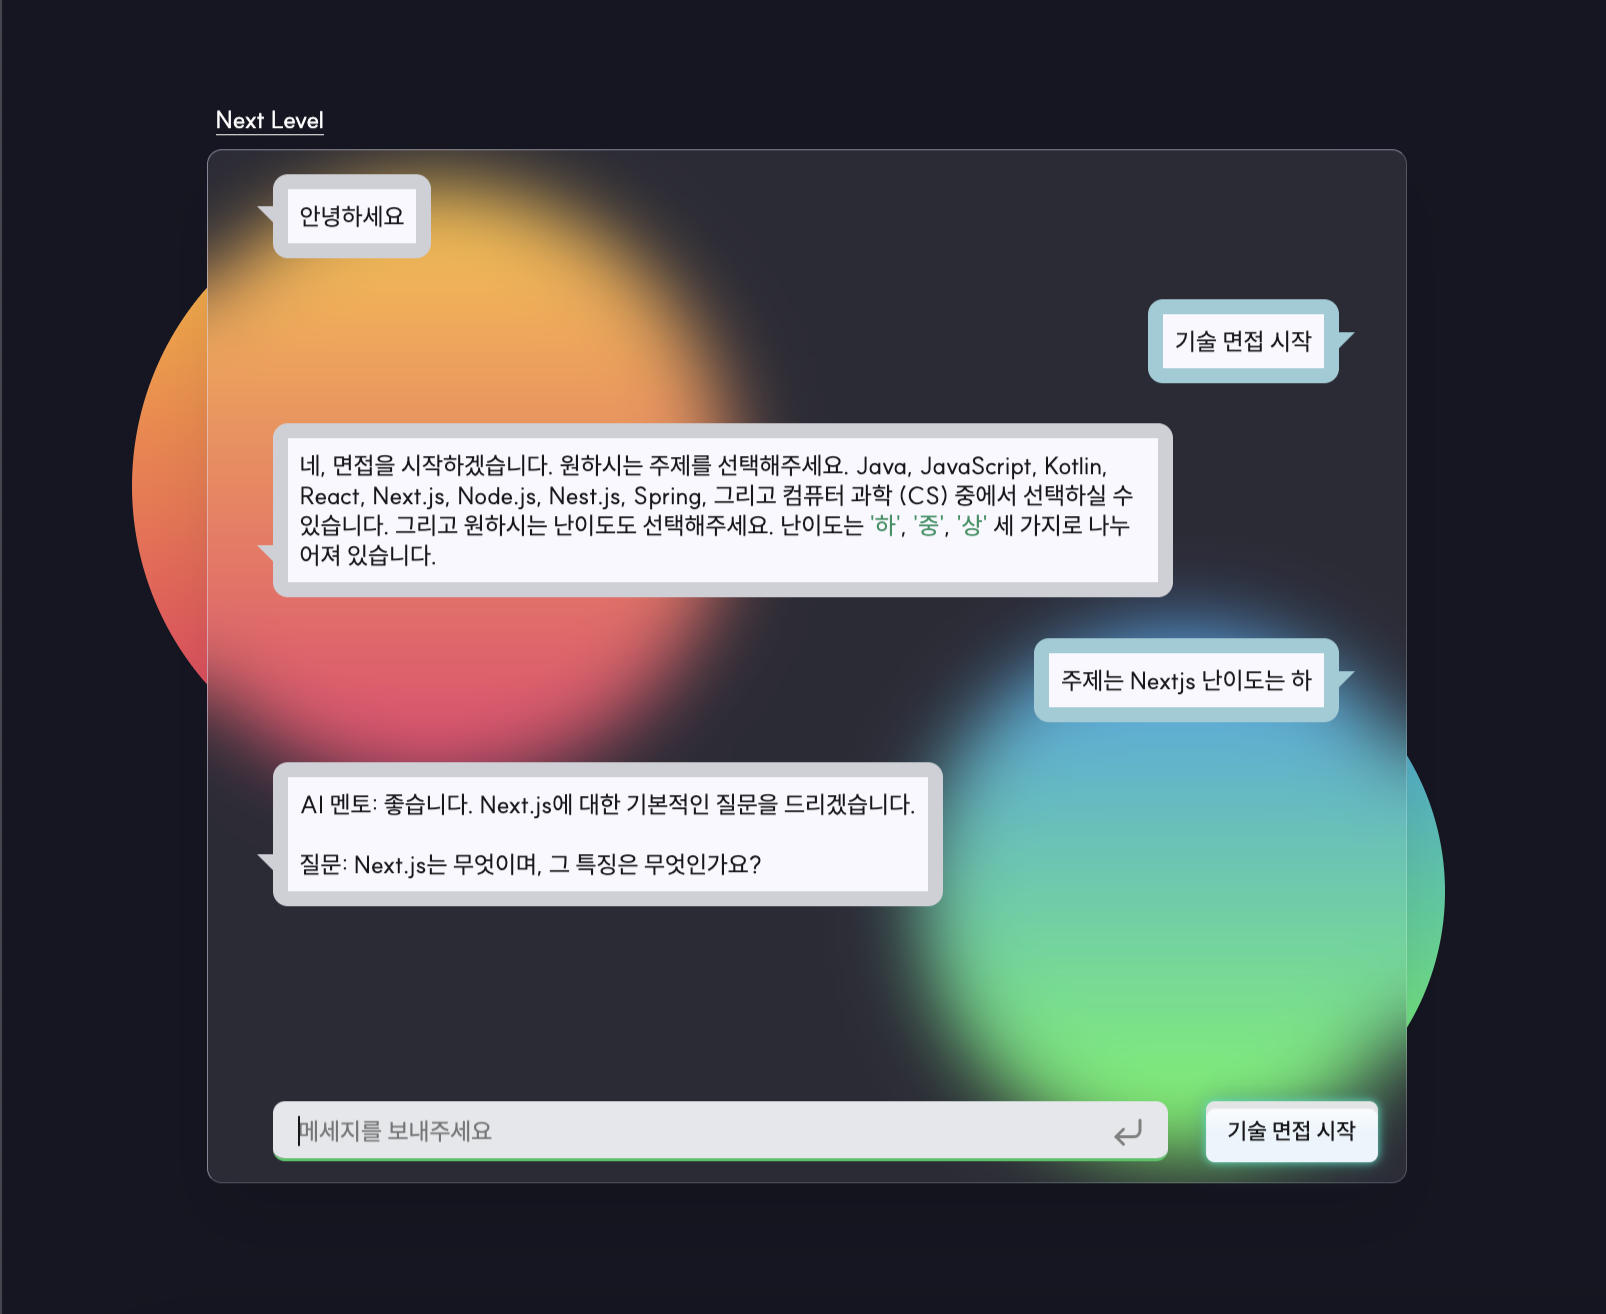 Next Level
안녕하세요
기술 면접 시작
네, 면접을 시작하겠습니다. 원하시는 주제를 선택해주세요. Java, JavaScript, Kotlin,
React, Next.js, Node.js, Nest.js, Spring, 그리고 컴퓨터 과학 (CS) 중에서 선택하실 수
있습니다. 그리고 원하시는 난이도도 선택해주세요. 난이도는 '하', '중', '상' 세 가지로 나누
어져 있습니다.
주제는 Nextjs 난이도는 하
AI 멘토: 좋습니다. Next.js에 대한 기본적인 질문을 드리겠습니다.
질문: Next.js는 무엇이며, 그 특징은 무엇인가요?
메세지를 보내주세요
기술 면접 시작